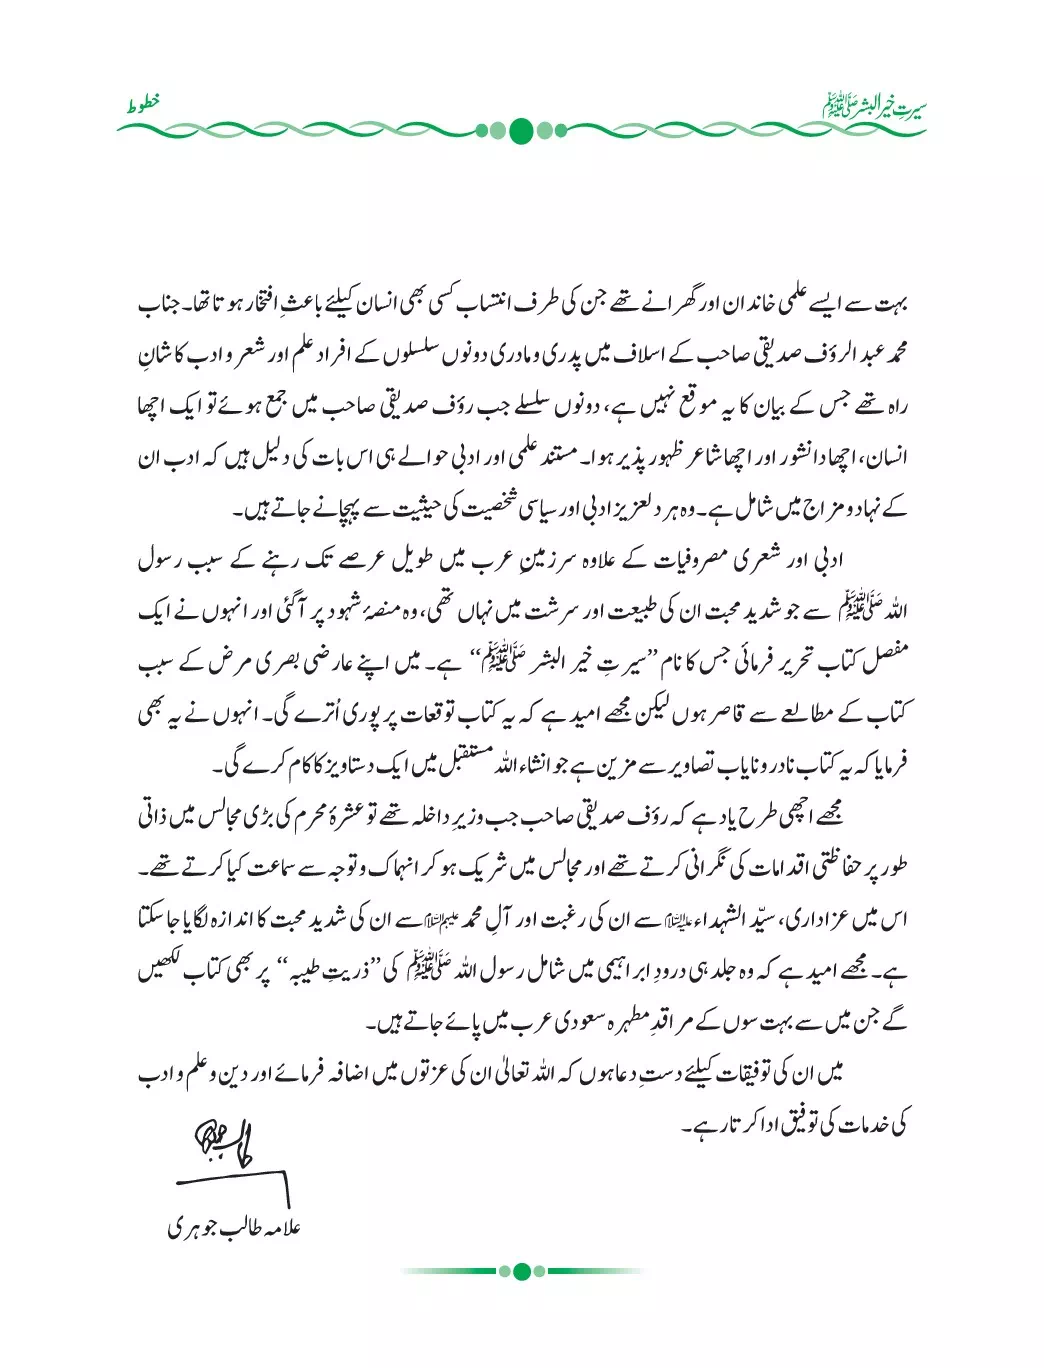 سیرتِ خیر البشر ﷺ
خطوط
بہت سے ایسے علمی خاندان اور گھرانے تھے جن کی طرف انتساب کسی بھی انسان کیلئے باعثِ افتخار ہوتا تھا۔ جناب
محمد عبد الرؤف صدیقی صاحب کے اسلاف میں پدری و مادری دونوں سلسلوں کے افراد علم اور شعر و ادب کا شانِ
راہ تھے جس کے بیان کا یہ موقع نہیں ہے، دونوں سلسلے جب رؤف صدیقی صاحب میں جمع ہوئے تو ایک اچھا
انسان، اچھا دانشور اور اچھا شاعر ظہور پذیر ہوا۔ مستند علمی اور ادبی حوالے ہی اس بات کی دلیل ہیں کہ ادب ان
کے نہاد و مزاج میں شامل ہے۔ وہ ہر دلعزیز ادبی اور سیاسی شخصیت کی حیثیت سے پہچانے جاتے ہیں۔
ادبی اور شعری مصروفیات کے علاوہ سرزمینِ عرب میں طویل عرصے تک رہنے کے سبب رسول
اللہ ﷺ سے جو شدید محبت ان کی طبیعت اور سرشت میں نہاں تھی، وہ منصۂ شہود پر آگئی اور انہوں نے ایک
مفصل کتاب تحریر فرمائی جس کا نام ”سیرتِ خیر البشر ﷺ“ ہے۔ میں اپنے عارضی بصری مرض کے سبب
کتاب کے مطالعے سے قاصر ہوں لیکن مجھے امید ہے کہ یہ کتاب توقعات پر پوری اُترے گی۔ انہوں نے یہ بھی
فرمایا کہ یہ کتاب نادر و نایاب تصاویر سے مزین ہے جو انشاء اللہ مستقبل میں ایک دستاویز کا کام کرے گی۔
مجھے اچھی طرح یاد ہے کہ رؤف صدیقی صاحب جب وزیرِ داخلہ تھے تو عشرۂ محرم کی بڑی مجالس میں ذاتی
طور پر حفاظتی اقدامات کی نگرانی کرتے تھے اور مجالس میں شریک ہو کر انہماک و توجہ سے سماعت کیا کرتے تھے۔
اس میں عزاداری، سیّد الشہداء علیہ السلام سے ان کی رغبت اور آلِ محمد علیہم السلام سے ان کی شدید محبت کا اندازہ لگایا جاسکتا
ہے۔ مجھے امید ہے کہ وہ جلد ہی درودِ ابراہیمی میں شامل رسول اللہ ﷺ کی ”ذریتِ طیبہ“ پر بھی کتاب لکھیں
گے جن میں سے بہت سوں کے مراقدِ مطہرہ سعودی عرب میں پائے جاتے ہیں۔
میں ان کی توفیقات کیلئے دستِ دعا ہوں کہ اللہ تعالیٰ ان کی عزتوں میں اضافہ فرمائے اور دین و علم و ادب
کی خدمات کی توفیق ادا کرتا رہے۔
علامہ طالب جوہری